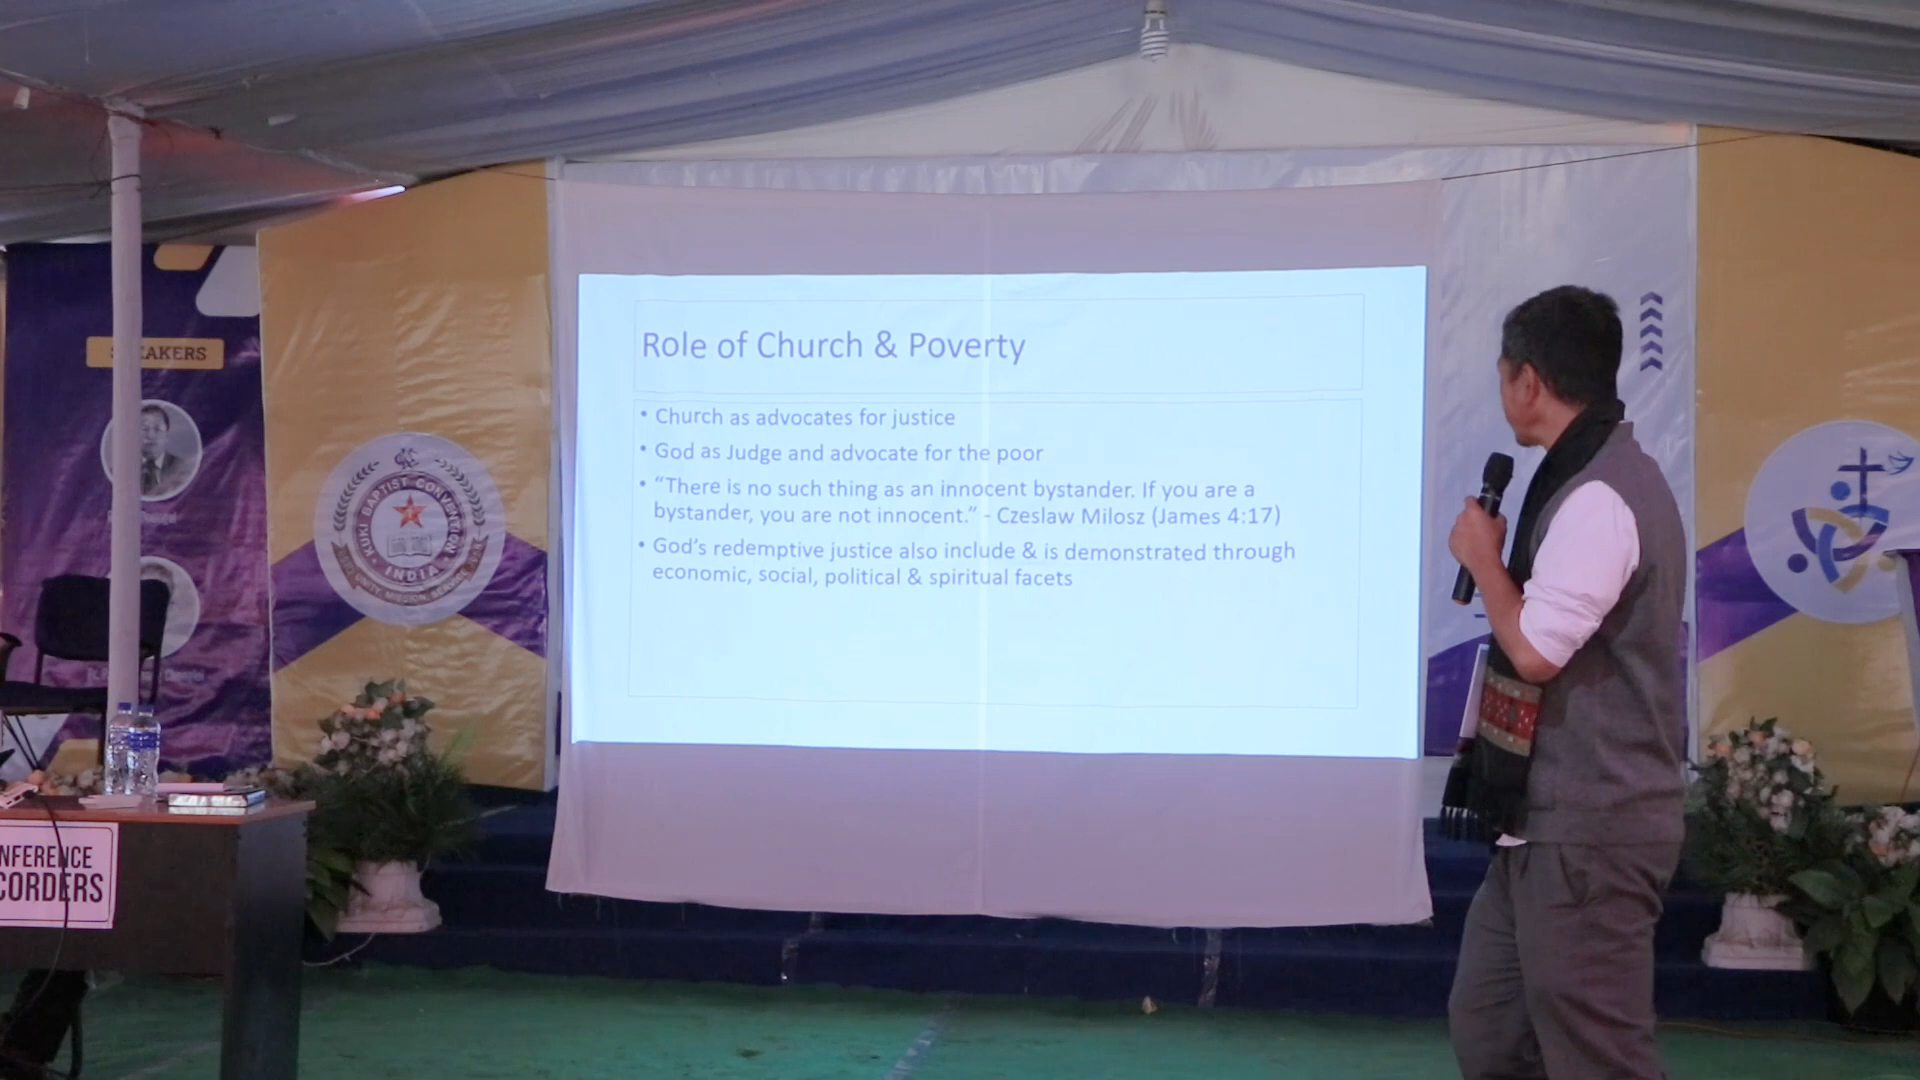 Role of Church & Poverty
• Church as advocates for justice
• God as Judge and advocate for the poor
• “There is no such thing as an innocent bystander. If you are a
bystander, you are not innocent.” - Czeslaw Milosz (James 4:17)
• God’s redemptive justice also include & is demonstrated through
economic, social, political & spiritual facets
AKERS
KUKI BAPTIST CONVENTION
INDIA
UNITY, MISSION, SERVICE
NFERENCE
CORDERS